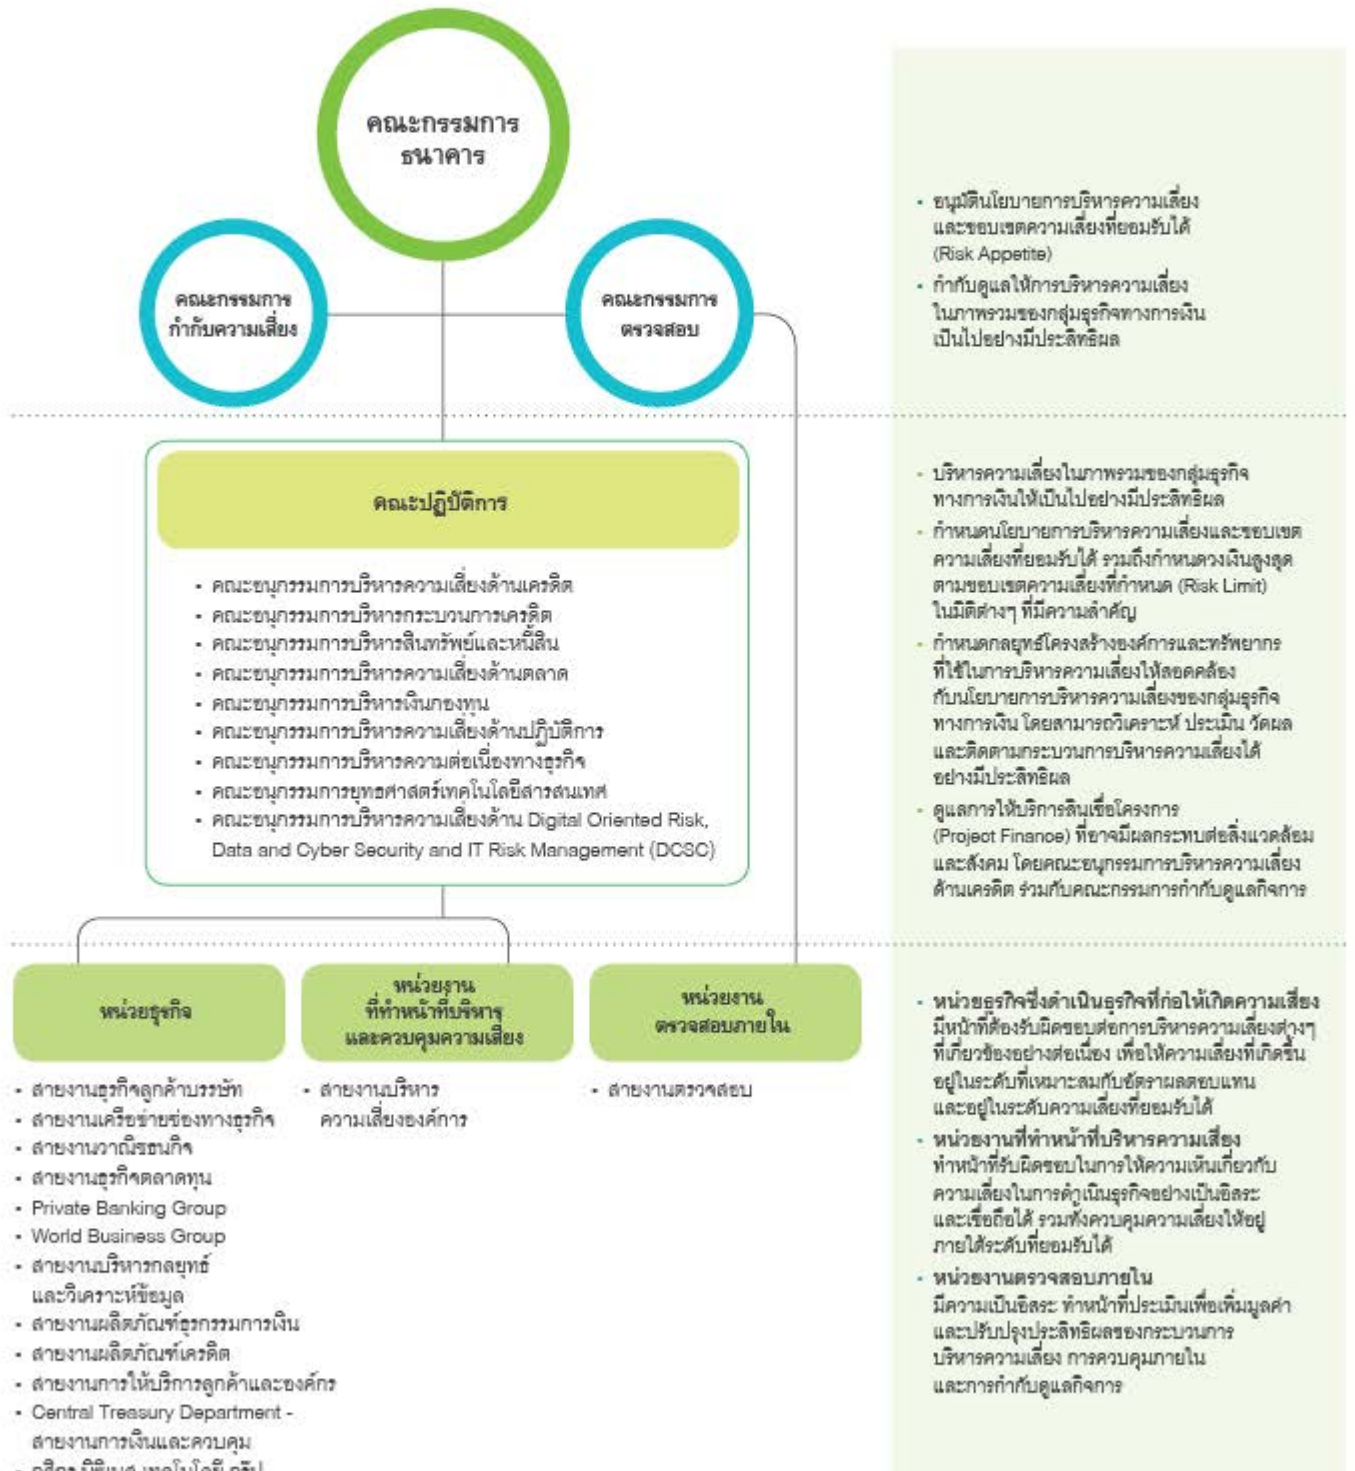 คณะกรรมการ
ธนาคาร
คณะกรรมการ
กำกับความเสี่ยง
คณะกรรมการ
ตรวจสอบ
• อนุมัตินโยบายการบริหารความเสี่ยง
และขอบเขตความเสี่ยงที่ยอมรับได้
(Risk Appetite)
• กำกับดูแลให้การบริหารความเสี่ยง
ในภาพรวมของกลุ่มธุรกิจทางการเงิน
เป็นไปอย่างมีประสิทธิผล
คณะปฏิบัติการ
• คณะอนุกรรมการบริหารความเสี่ยงด้านเครดิต
• คณะอนุกรรมการบริหารกระบวนการเครดิต
• คณะอนุกรรมการบริหารสินทรัพย์และหนี้สิน
• คณะอนุกรรมการบริหารความเสี่ยงด้านตลาด
• คณะอนุกรรมการบริหารเงินกองทุน
• คณะอนุกรรมการบริหารความเสี่ยงด้านปฏิบัติการ
• คณะอนุกรรมการบริหารความต่อเนื่องทางธุรกิจ
• คณะอนุกรรมการยุทธศาสตร์เทคโนโลยีสารสนเทศ
• คณะอนุกรรมการบริหารความเสี่ยงด้าน Digital Oriented Risk,
Data and Cyber Security and IT Risk Management (DCSC)
• บริหารความเสี่ยงในภาพรวมของกลุ่มธุรกิจ
ทางการเงินให้เป็นไปอย่างมีประสิทธิผล
• กำหนดนโยบายการบริหารความเสี่ยงและขอบเขต
ความเสี่ยงที่ยอมรับได้ รวมถึงกำหนดวงเงินสูงสุด
ตามขอบเขตความเสี่ยงที่กำหนด (Risk Limit)
ในมิติต่างๆ ที่มีความสำคัญ
• กำหนดกลยุทธ์โครงสร้างองค์การและทรัพยากร
ที่ใช้ในการบริหารความเสี่ยงให้สอดคล้อง
กับนโยบายการบริหารความเสี่ยงของกลุ่มธุรกิจ
ทางการเงิน โดยสามารถวิเคราะห์ ประเมิน วัดผล
และติดตามกระบวนการบริหารความเสี่ยงได้
อย่างมีประสิทธิผล
• ดูแลการให้บริการสินเชื่อโครงการ
(Project Finance) ที่อาจมีผลกระทบต่อสิ่งแวดล้อม
และสังคม โดยคณะอนุกรรมการบริหารความเสี่ยง
ด้านเครดิต ร่วมกับคณะกรรมการกำกับดูแลกิจการ
หน่วยธุรกิจ
• สายงานธุรกิจลูกค้าบรรษัท
• สายงานเครือข่ายช่องทางธุรกิจ
• สายงานวาณิชธนกิจ
• สายงานธุรกิจตลาดทุน
• Private Banking Group
• World Business Group
• สายงานบริหารกลยุทธ์
และวิเคราะห์ข้อมูล
• สายงานผลิตภัณฑ์ธุรกรรมการเงิน
• สายงานผลิตภัณฑ์เครดิต
• สายงานการให้บริการลูกค้าและองค์กร
• Central Treasury Department -
สายงานการเงินและควบคุม
หน่วยงาน
ที่ทำหน้าที่บริหาร
และควบคุมความเสี่ยง
• สายงานบริหาร
ความเสี่ยงองค์การ
หน่วยงาน
ตรวจสอบภายใน
• สายงานตรวจสอบ
• หน่วยธุรกิจซึ่งดำเนินธุรกิจที่ก่อให้เกิดความเสี่ยง
มีหน้าที่ต้องรับผิดชอบต่อการบริหารความเสี่ยงต่างๆ
ที่เกี่ยวข้องอย่างต่อเนื่อง เพื่อให้ความเสี่ยงที่เกิดขึ้น
อยู่ในระดับที่เหมาะสมกับอัตราผลตอบแทน
และอยู่ในระดับความเสี่ยงที่ยอมรับได้
• หน่วยงานที่ทำหน้าที่บริหารความเสี่ยง
ทำหน้าที่รับผิดชอบในการให้ความเห็นเกี่ยวกับ
ความเสี่ยงในการดำเนินธุรกิจอย่างเป็นอิสระ
และเชื่อถือได้ รวมทั้งควบคุมความเสี่ยงให้อยู่
ภายใต้ระดับที่ยอมรับได้
• หน่วยงานตรวจสอบภายใน
มีความเป็นอิสระ ทำหน้าที่ประเมินเพื่อเพิ่มมูลค่า
และปรับปรุงประสิทธิผลของกระบวนการ
บริหารความเสี่ยง การควบคุมภายใน
และการกำกับดูแลกิจการ